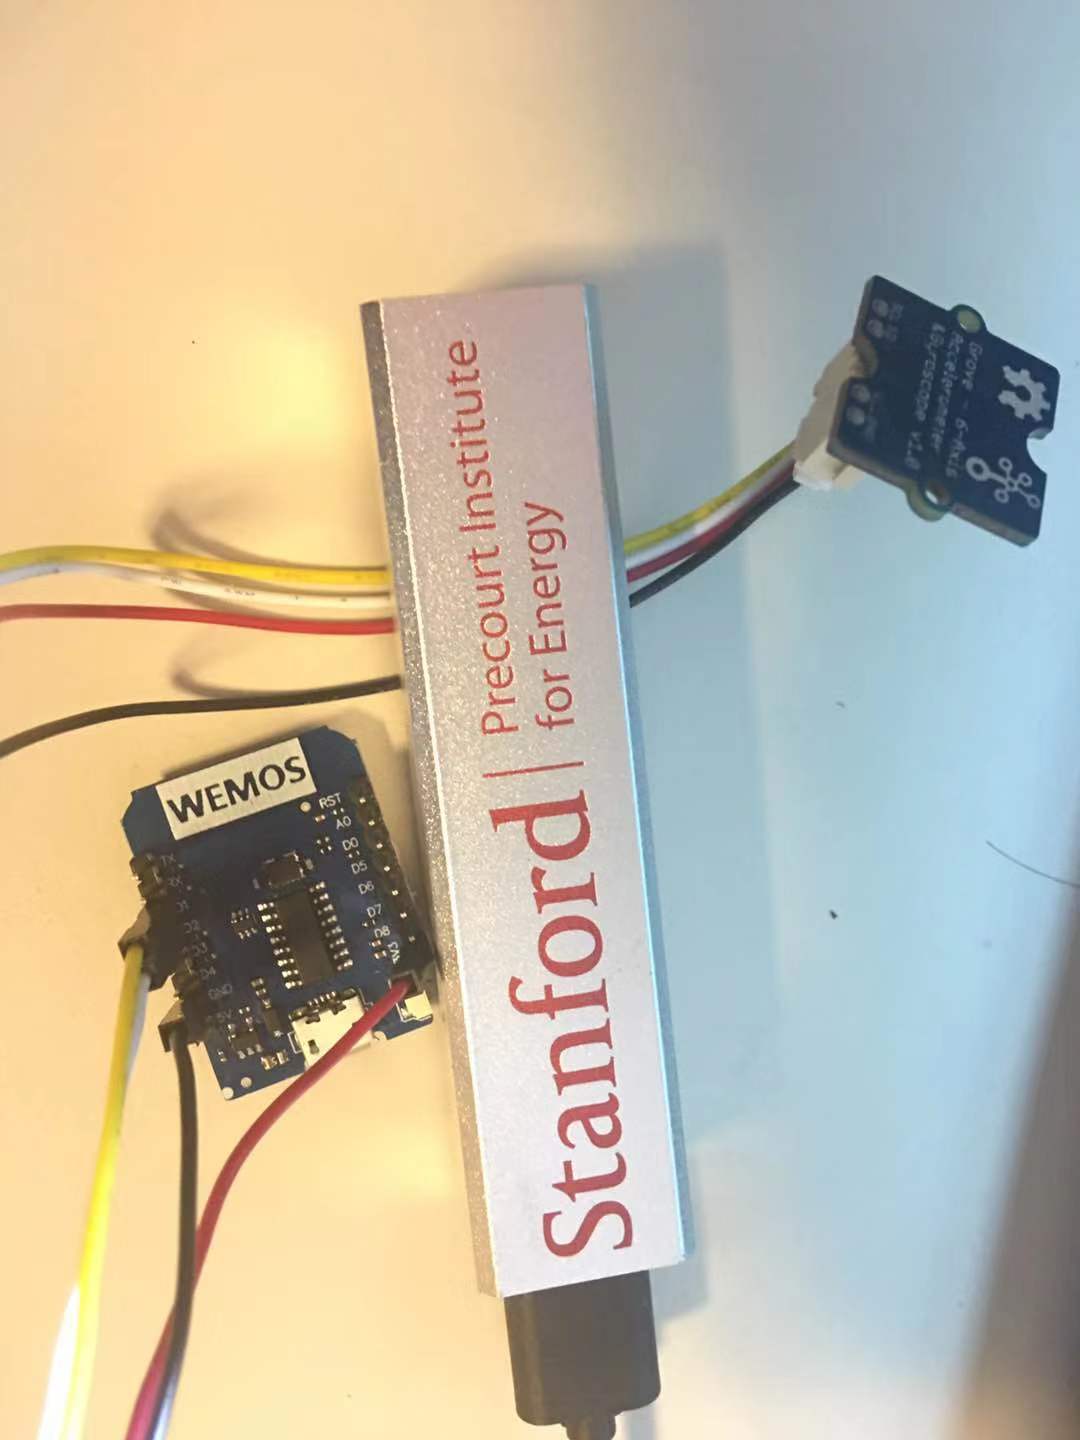 Stanford
Precourt Institute
for Energy
WEMOS
RST
A0
D0
D5
D6
D7
D8
3V3
TX
RX
D1
D2
D3
D4
GND
5V
Grove - 6-Axis
Accelerometer
&Gyroscope v1.0